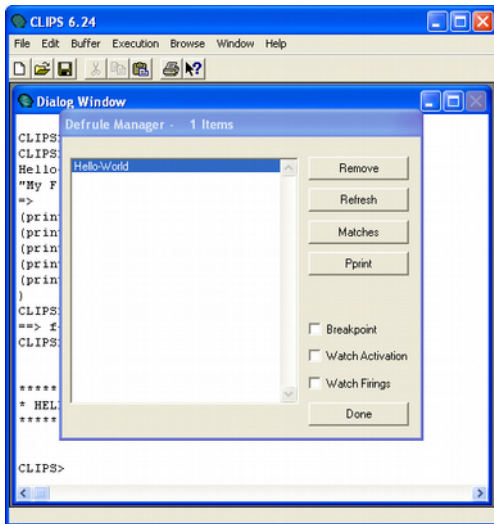 CLIPS 6.24
File Edit Buffer Execution Browse Window Help
Dialog Window
Defrule Manager - 1 Items
CLIPS
CLIPS
Hello-World
Remove
Hello
"My F
=>
Refresh
(prin
(prin
Matches
(prin
(prin
Pprint
(prin
)
CLIPS
==> f
Breakpoint
CLIPS
Watch Activation
*****
Watch Firings
* HEL
*****
Done
CLIPS>